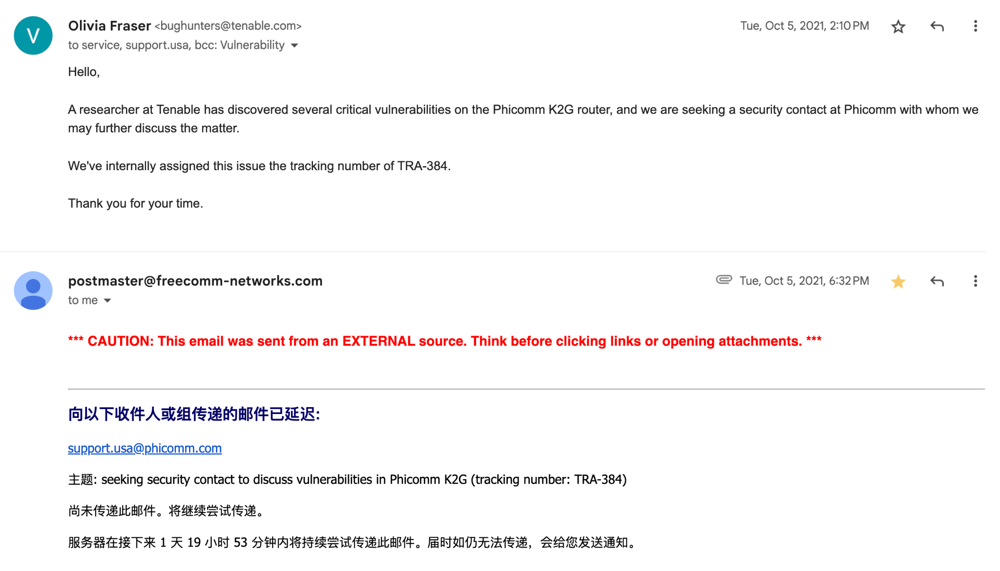 V
Olivia Fraser <bughunters@tenable.com>
Tue, Oct 5, 2021, 2:10 PM
to service, support.usa, bcc: Vulnerability
Hello,
A researcher at Tenable has discovered several critical vulnerabilities on the Phicomm K2G router, and we are seeking a security contact at Phicomm with whom we
may further discuss the matter.
We've internally assigned this issue the tracking number of TRA-384.
Thank you for your time.
postmaster@freecomm-networks.com
Tue, Oct 5, 2021, 6:32 PM
to me
*** CAUTION: This email was sent from an EXTERNAL source. Think before clicking links or opening attachments. ***
向以下收件人或组传递的邮件已延迟:
support.usa@phicomm.com
主题: seeking security contact to discuss vulnerabilities in Phicomm K2G (tracking number: TRA-384)
尚未传递此邮件。将继续尝试传递。
服务器在接下来 1 天 19 小时 53 分钟内将持续尝试传递此邮件。届时如仍无法传递，会给您发送通知。